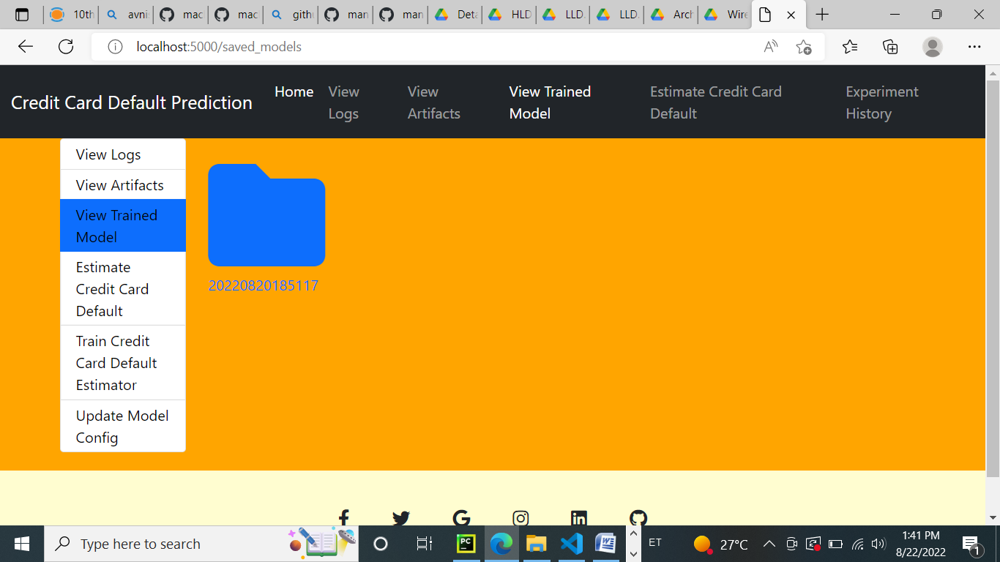 10th
avnis
mac
mac
githu
man
man
Deta
HLD
LLD.
LLD.
Arch
Wire
localhost:5000/saved_models
Credit Card Default Prediction
Home
View
Logs
View
Artifacts
View Trained
Model
Estimate Credit Card
Default
Experiment
History
View Logs
View Artifacts
View Trained
Model
Estimate
Credit Card
Default
Train Credit
Card Default
Estimator
Update Model
Config
20220820185117
Type here to search
PC
ET
27°C
1:41 PM
8/22/2022
1